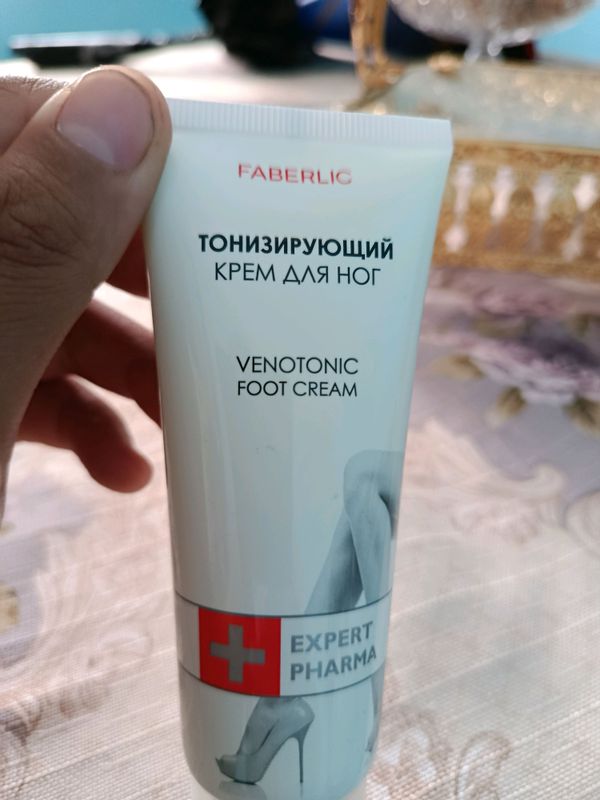 FABERLIC
ТОНИЗИРУЮЩИЙ
КРЕМ ДЛЯ НОГ
VENOTONIC
FOOT CREAM
EXPERT
PHARMA